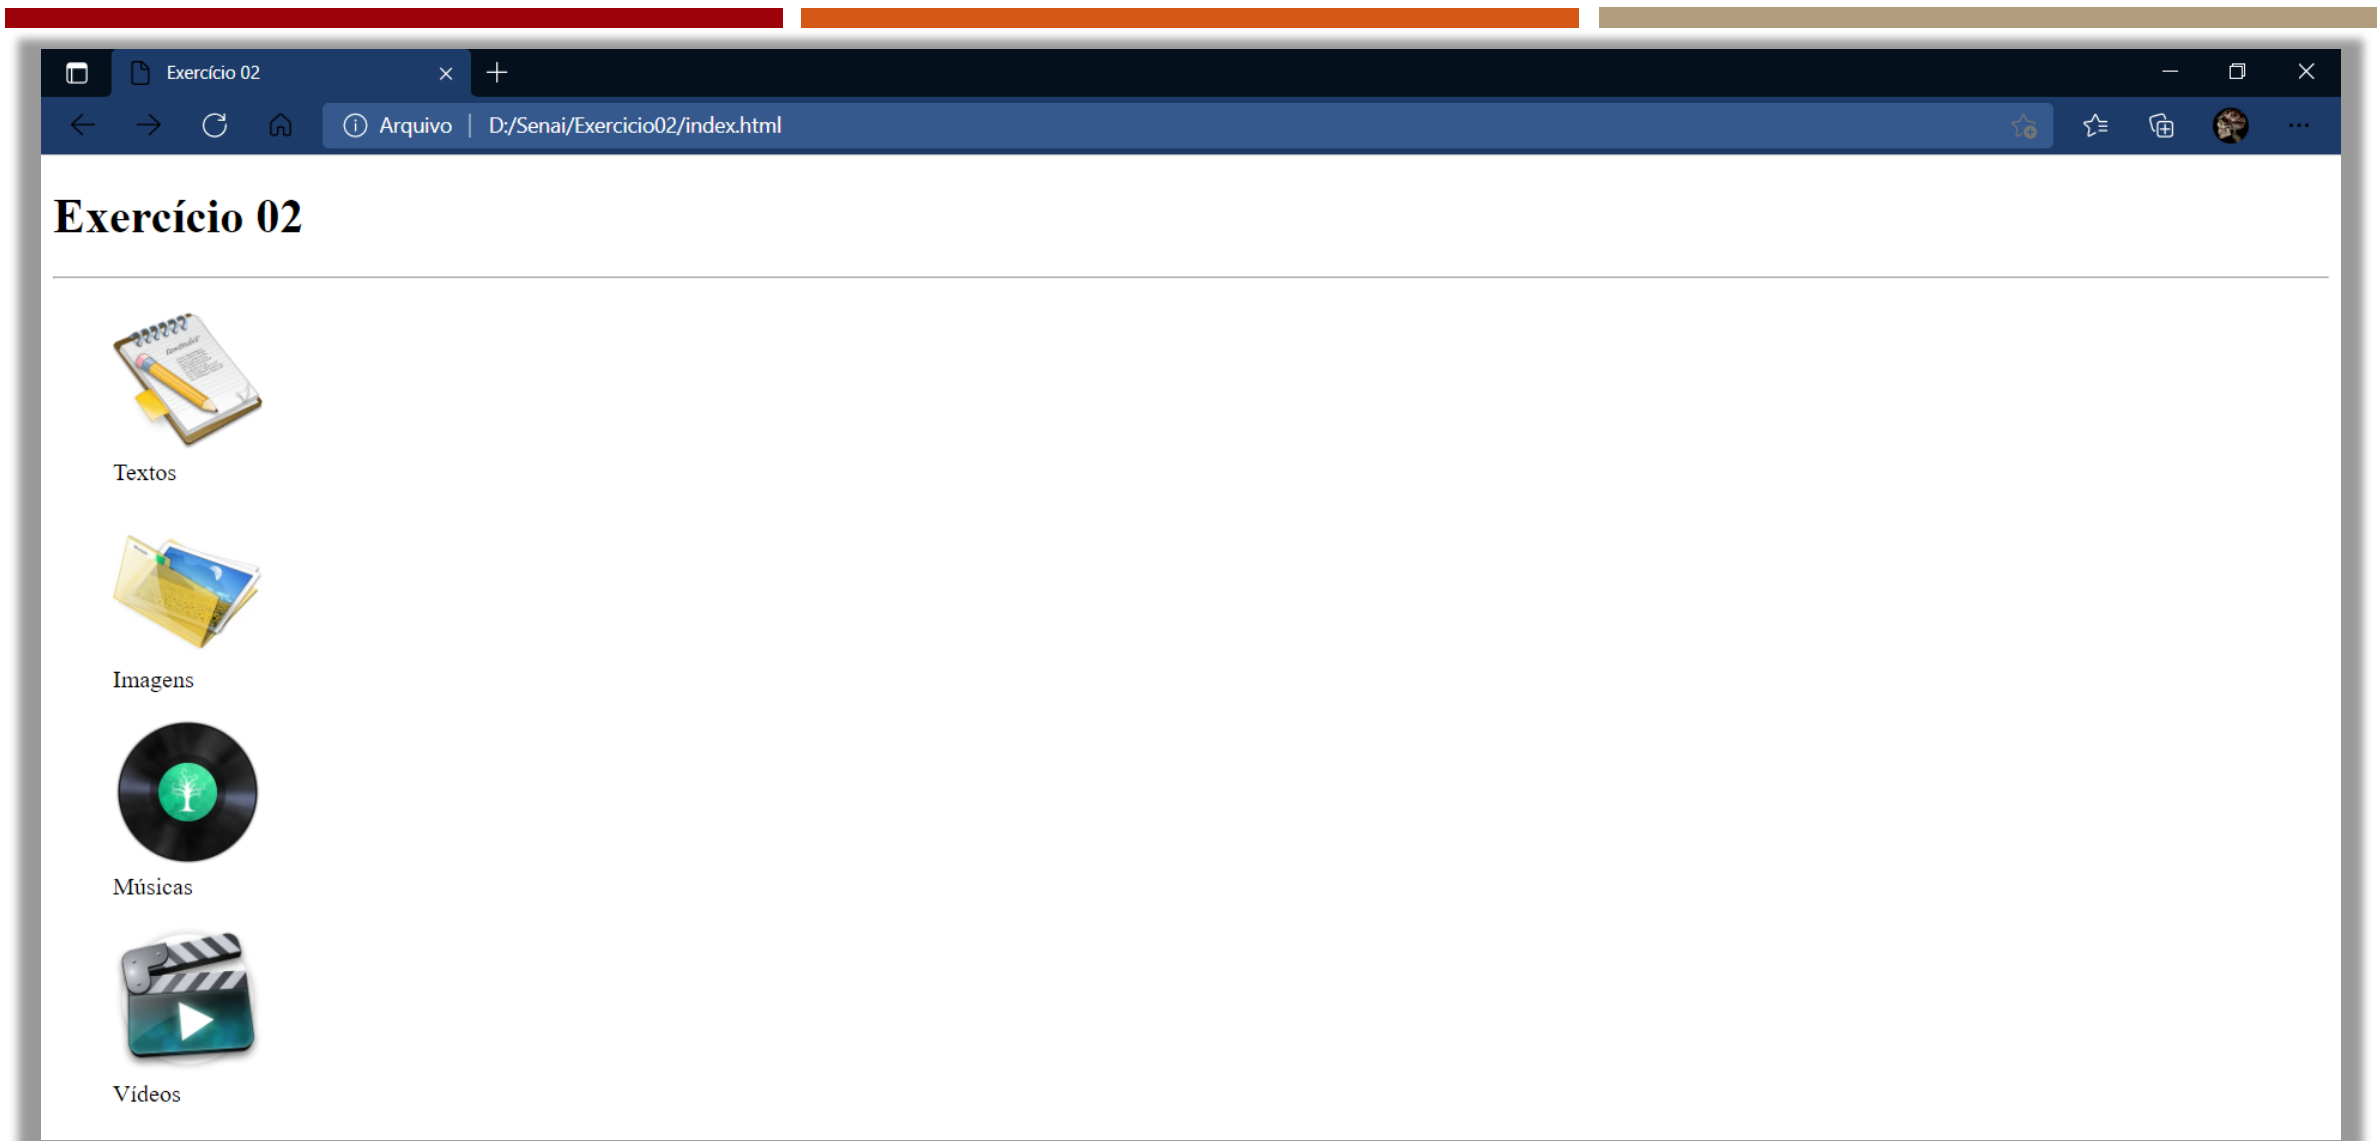 Exercício 02
Arquivo | D:/Senai/Exercicio02/index.html
Exercício 02
Textos
Imagens
Músicas
Vídeos